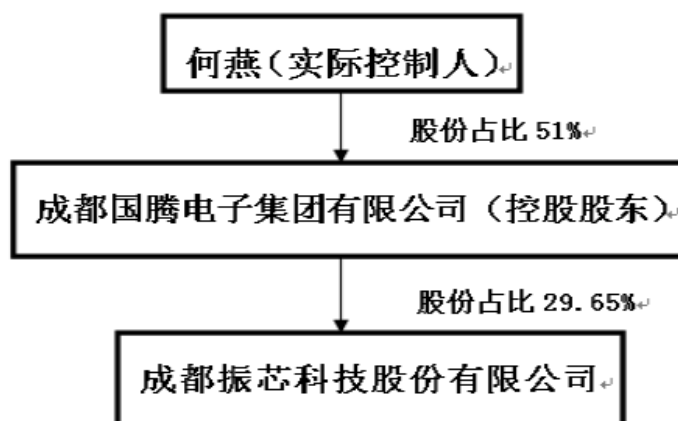 何燕（实际控制人）
股份占比 51%
成都国腾电子集团有限公司（控股股东）
股份占比 29.65%
成都振芯科技股份有限公司